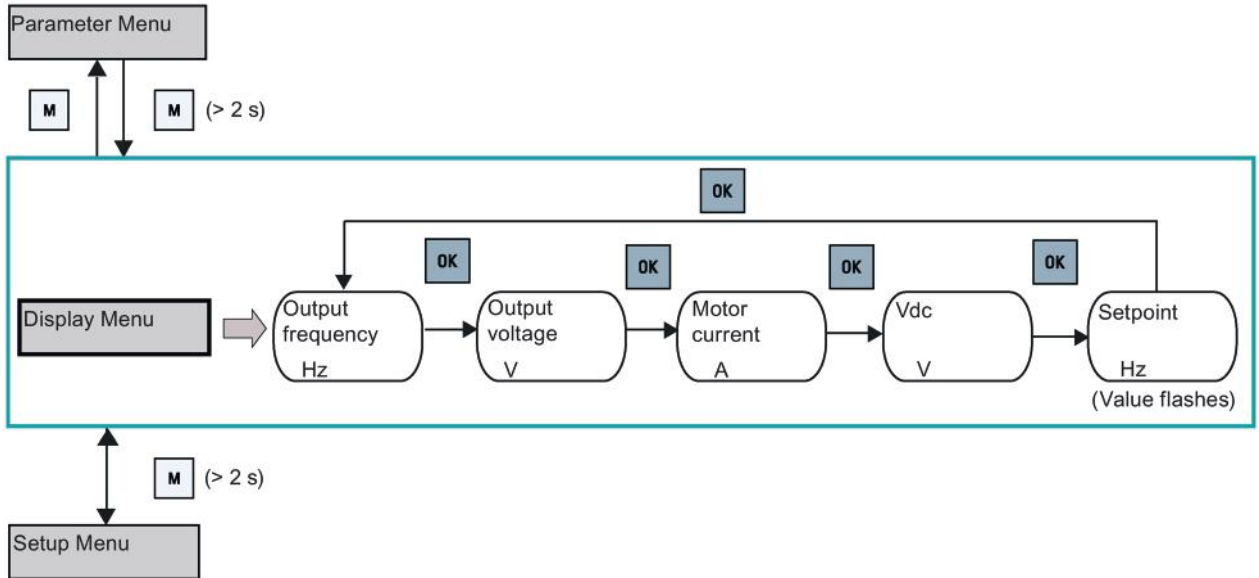 Parameter Menu
M
M (> 2 s)
OK
OK
OK
OK
OK
Display Menu
Output
frequency
Hz
Output
voltage
V
Motor
current
A
Vdc
V
Setpoint
Hz
(Value flashes)
M (> 2 s)
Setup Menu